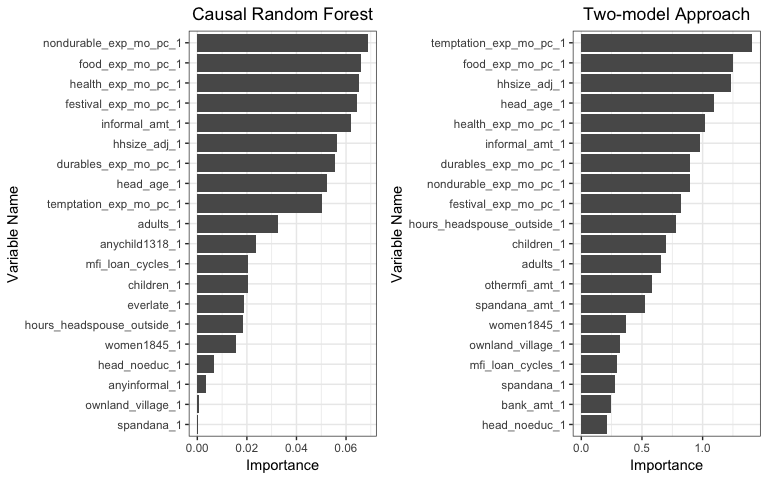 Causal Random Forest
Variable Name
nondurable_exp_mo_pc_1
food_exp_mo_pc_1
health_exp_mo_pc_1
festival_exp_mo_pc_1
informal_amt_1
hhsize_adj_1
durables_exp_mo_pc_1
head_age_1
temptation_exp_mo_pc_1
adults_1
anychild1318_1
mfi_loan_cycles_1
children_1
everlate_1
hours_headspouse_outside_1
women1845_1
head_noeduc_1
anyinformal_1
ownland_village_1
spandana_1
0.00 0.02 0.04 0.06
Importance
Two-model Approach
Variable Name
temptation_exp_mo_pc_1
food_exp_mo_pc_1
hhsize_adj_1
head_age_1
health_exp_mo_pc_1
informal_amt_1
durables_exp_mo_pc_1
nondurable_exp_mo_pc_1
festival_exp_mo_pc_1
hours_headspouse_outside_1
children_1
adults_1
othermfi_amt_1
spandana_amt_1
women1845_1
ownland_village_1
mfi_loan_cycles_1
spandana_1
bank_amt_1
head_noeduc_1
0.0 0.5 1.0
Importance